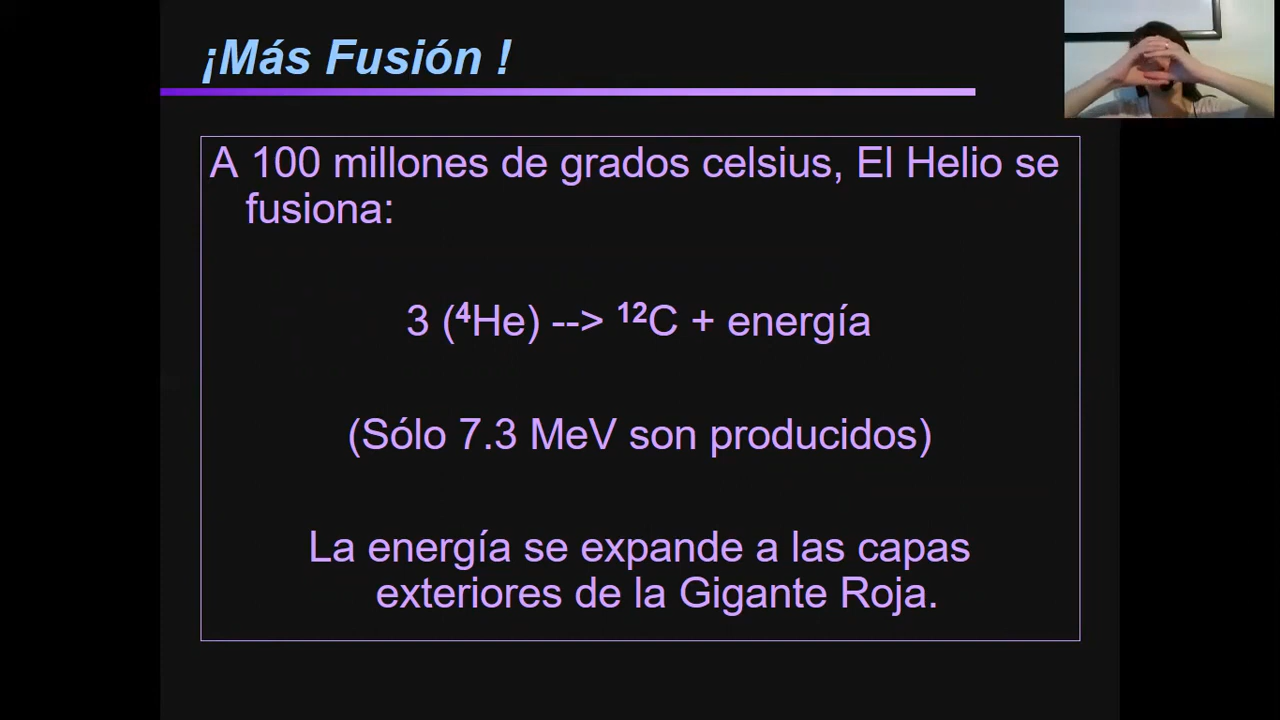 ¡Más Fusión !
A 100 millones de grados celsius, El Helio se
fusiona:
3 (⁴He) --> ¹²C + energía
(Sólo 7.3 MeV son producidos)
La energía se expande a las capas
exteriores de la Gigante Roja.